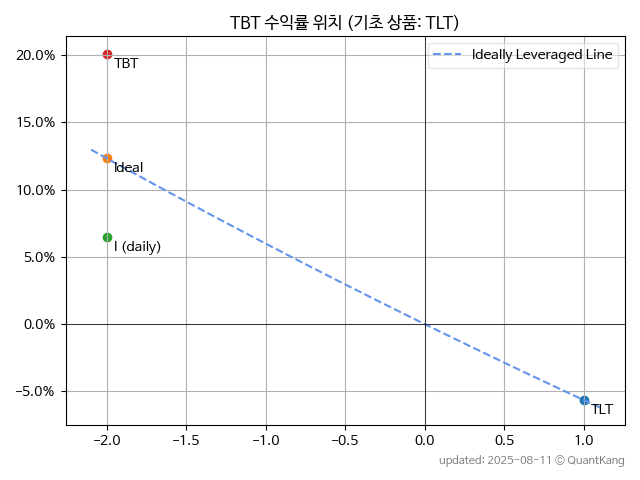 TBT 수익률 위치 (기초 상품: TLT)
Ideally Leveraged Line
20.0%
15.0%
10.0%
5.0%
0.0%
−5.0%
TBT
Ideal
I (daily)
TLT
−2.0 −1.5 −1.0 −0.5 0.0 0.5 1.0
updated: 2025-08-11 © QuantKang